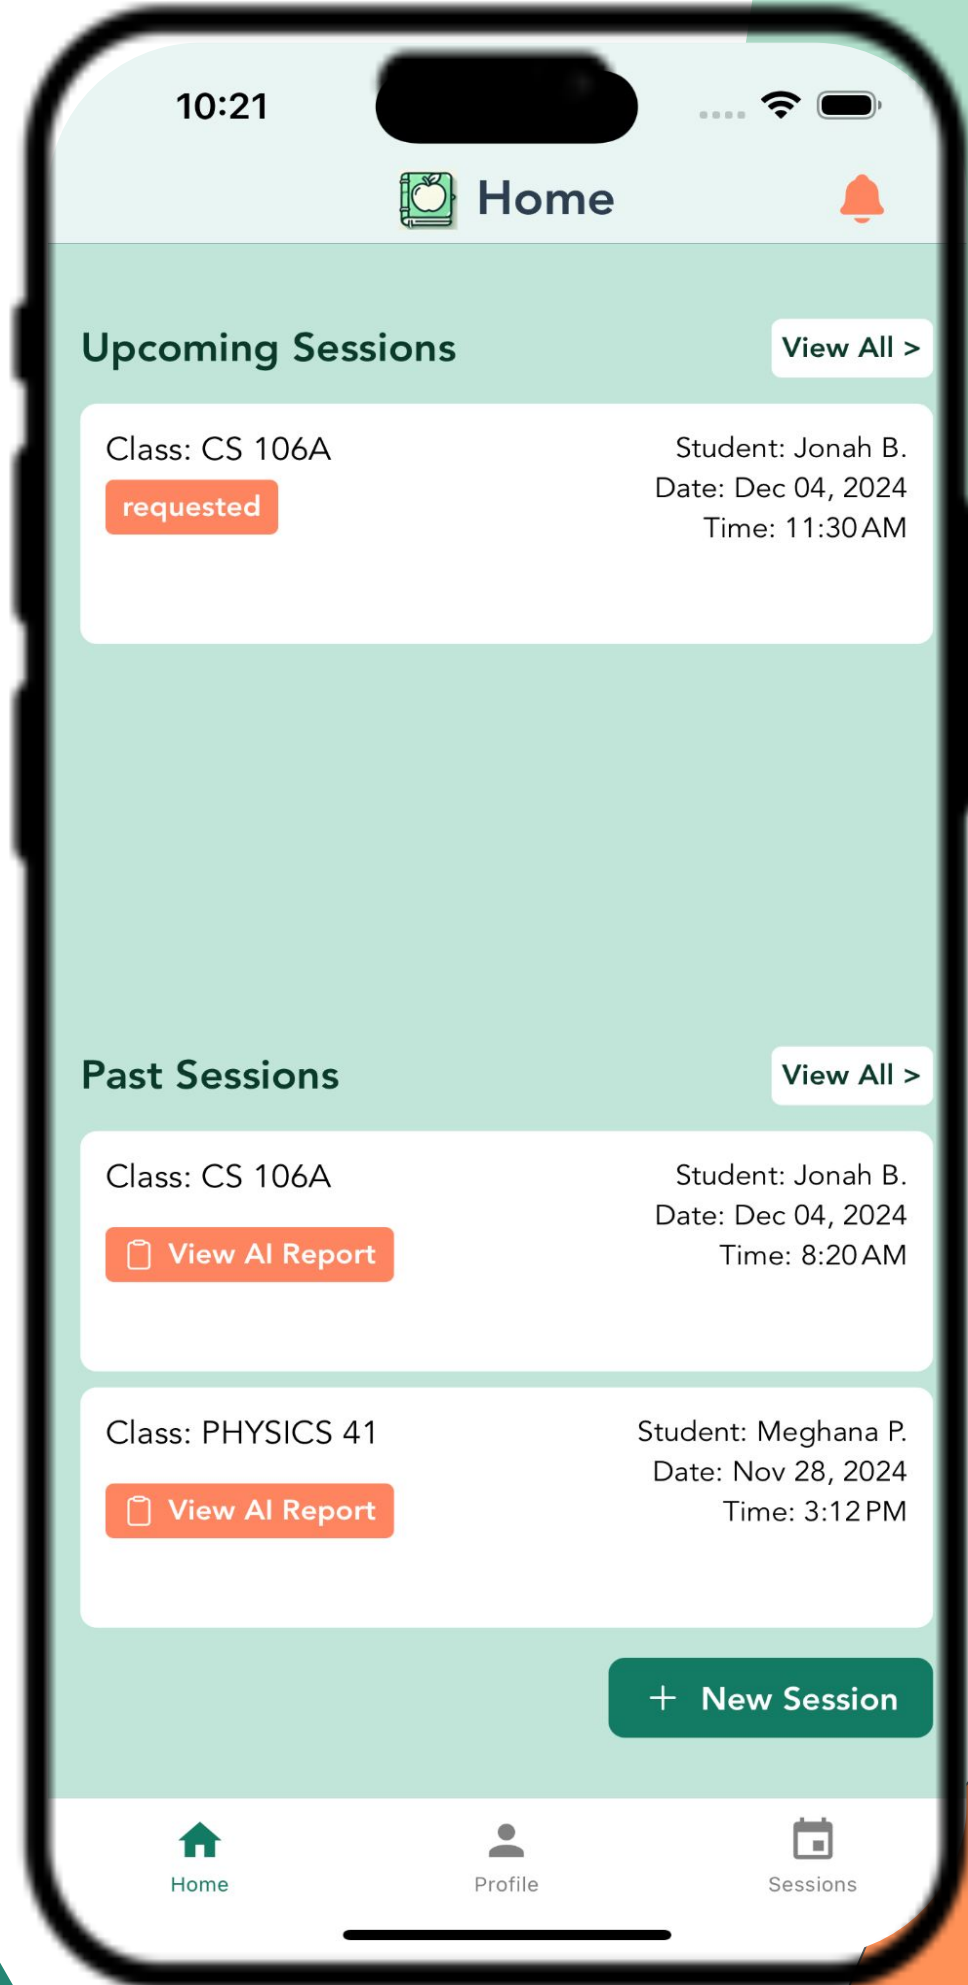 10:21
Home
Upcoming Sessions
View All >
Class: CS 106A
requested
Student: Jonah B.
Date: Dec 04, 2024
Time: 11:30 AM
Past Sessions
View All >
Class: CS 106A
View AI Report
Student: Jonah B.
Date: Dec 04, 2024
Time: 8:20 AM
Class: PHYSICS 41
View AI Report
Student: Meghana P.
Date: Nov 28, 2024
Time: 3:12 PM
+ New Session
Home
Profile
Sessions